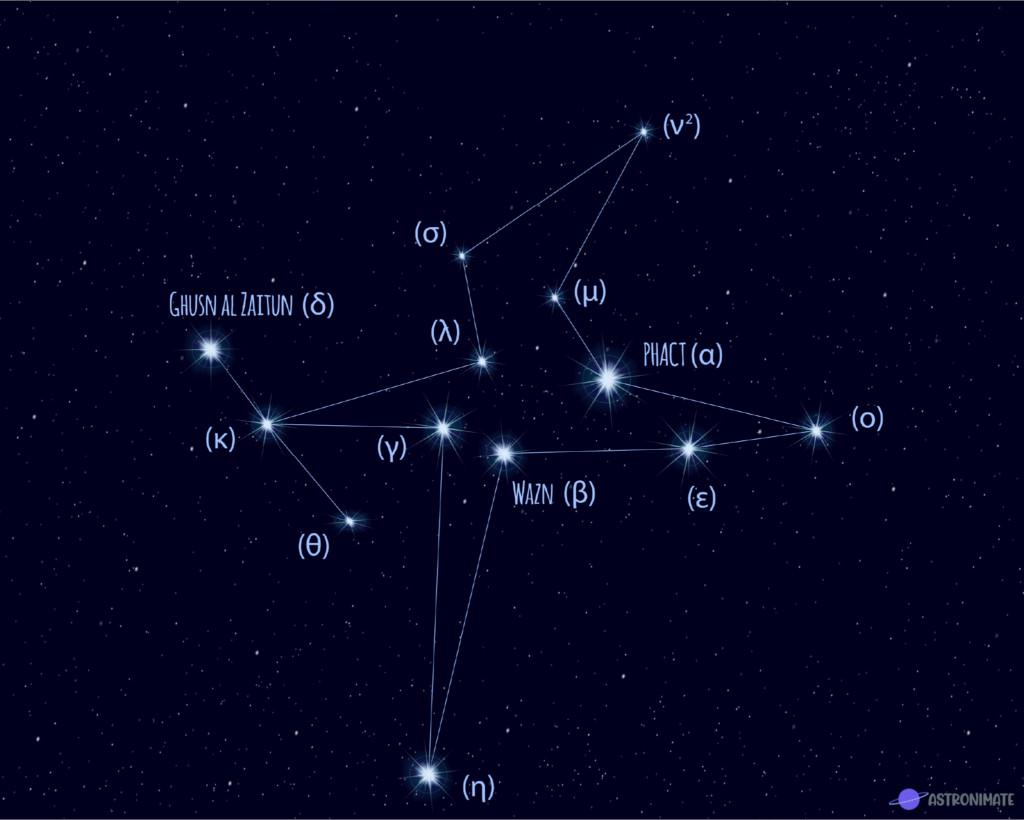 (ν²)
(σ)
(μ)
GHUSN AL ZAITUN (δ)
(λ)
PHACT (α)
(ο)
(κ)
(γ)
WAZN (β)
(ε)
(θ)
(η)
ASTRONIMATE